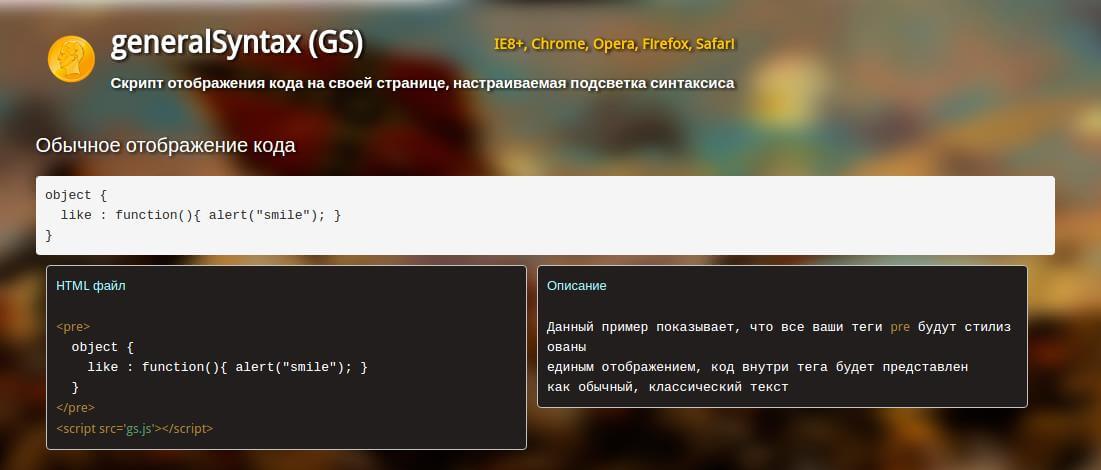 generalSyntax (GS)
IE8+, Chrome, Opera, Firefox, Safari
Скрипт отображения кода на своей странице, настраиваемая подсветка синтаксиса
Обычное отображение кода
object {
  like : function(){ alert("smile"); }
}
HTML файл
<pre>
  object {
    like : function(){ alert("smile"); }
  }
</pre>
<script src='gs.js'></script>
Описание
Данный пример показывает, что все ваши теги pre будут стилиз
ованы
единым отображением, код внутри тега будет представлен
как обычный, классический текст